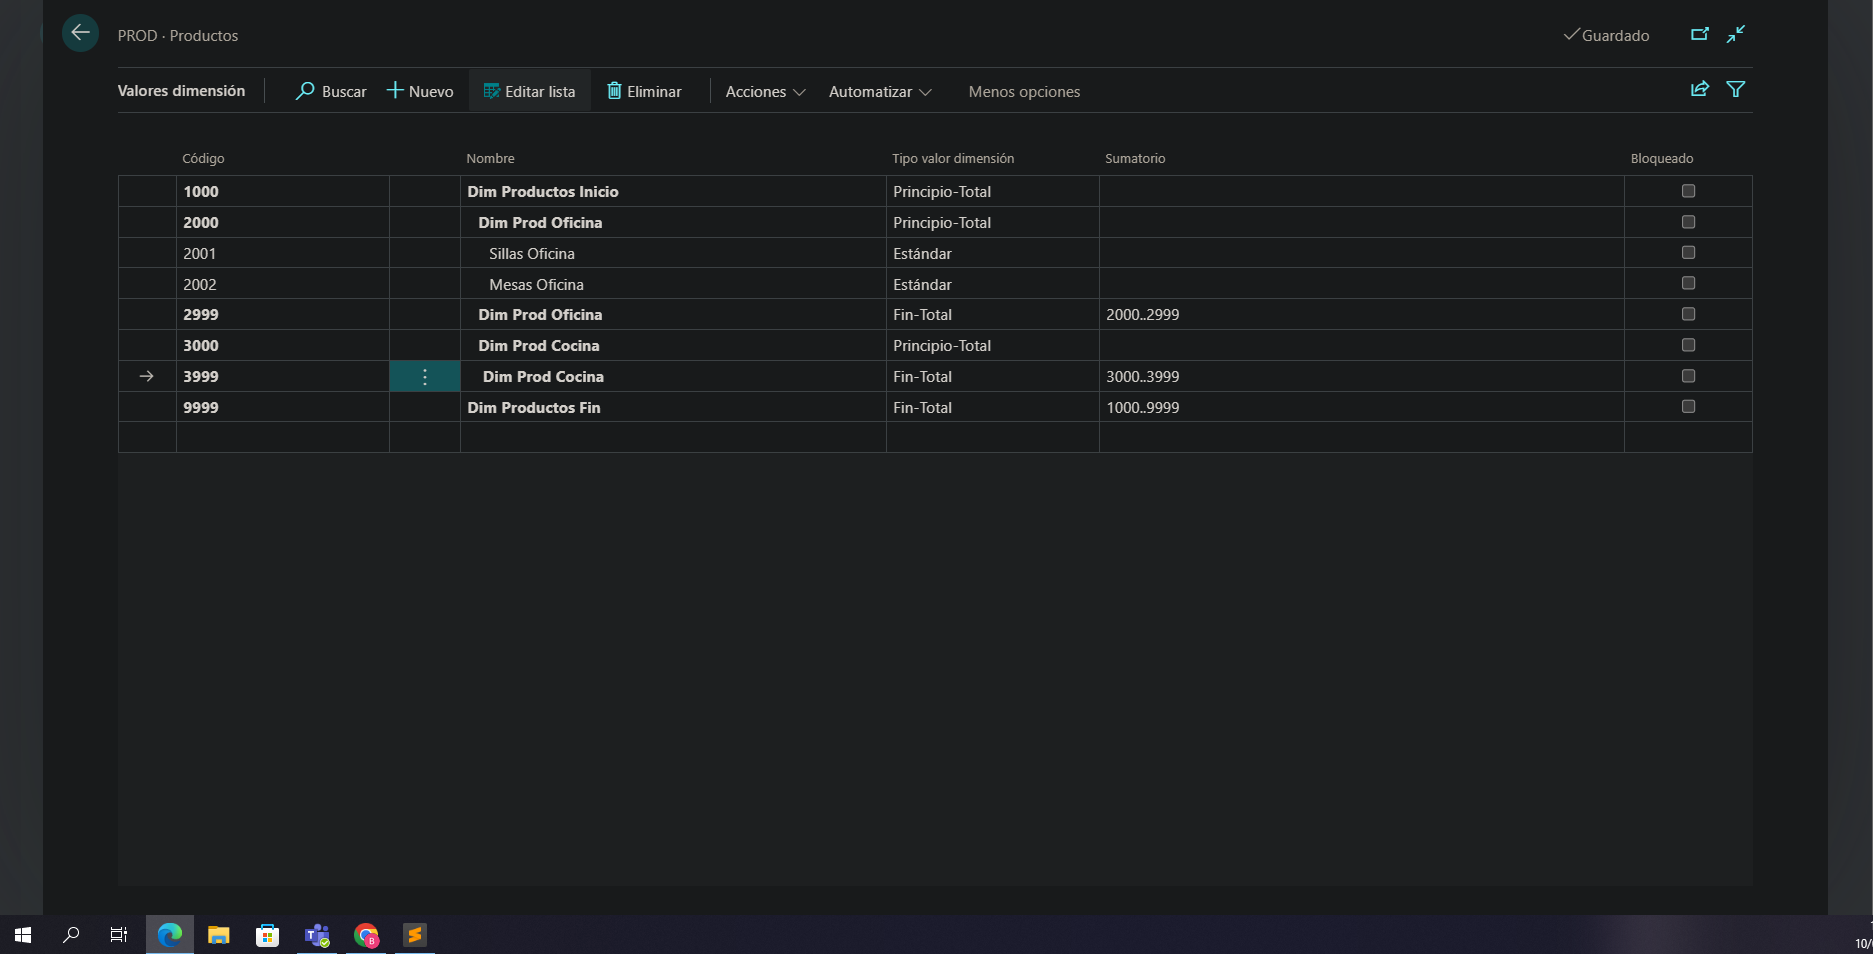 PROD · Productos
Guardado
Valores dimensión
Buscar
Nuevo
Editar lista
Eliminar
Acciones
Automatizar
Menos opciones
Código Nombre Tipo valor dimensión Sumatorio Bloqueado
1000 Dim Productos Inicio Principio-Total
2000 Dim Prod Oficina Principio-Total
2001 Sillas Oficina Estándar
2002 Mesas Oficina Estándar
2999 Dim Prod Oficina Fin-Total 2000..2999
3000 Dim Prod Cocina Principio-Total
3999 Dim Prod Cocina Fin-Total 3000..3999
9999 Dim Productos Fin Fin-Total 1000..9999
10/